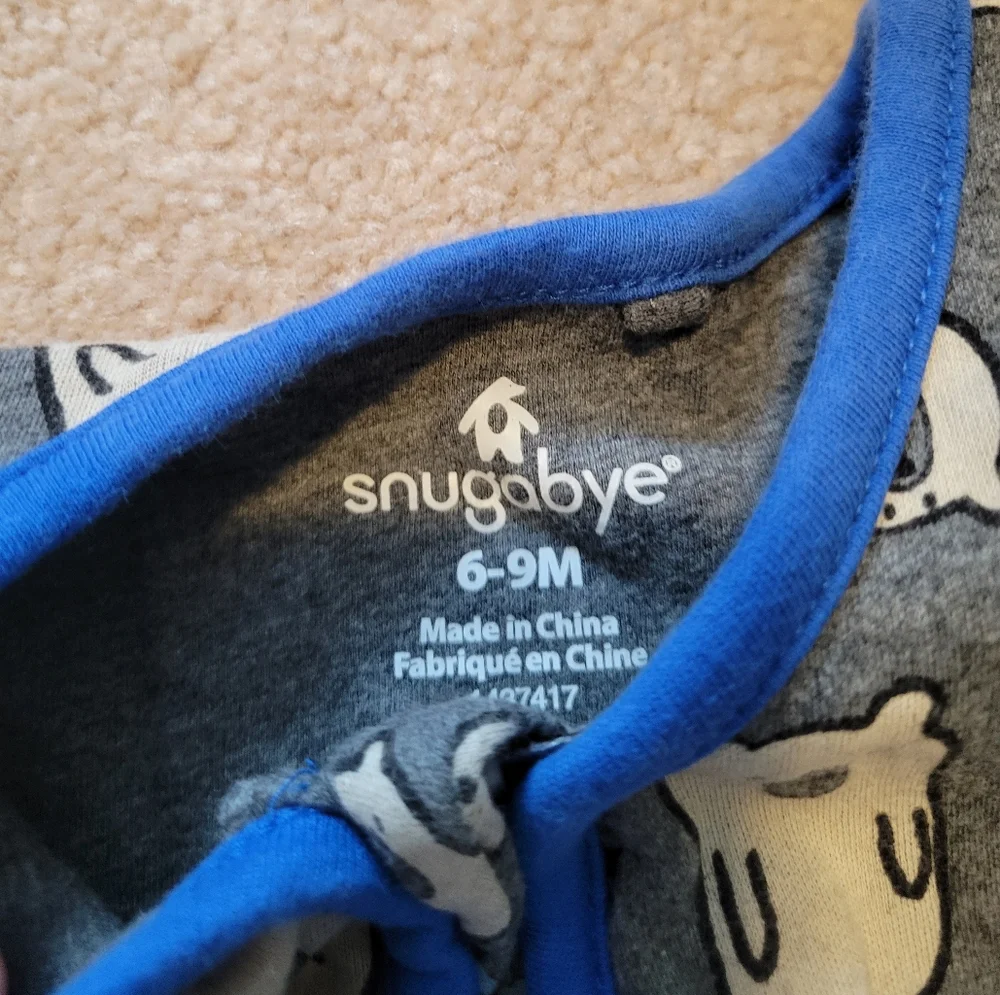 snugabye®
6-9M
Made in China
Fabriqué en Chine